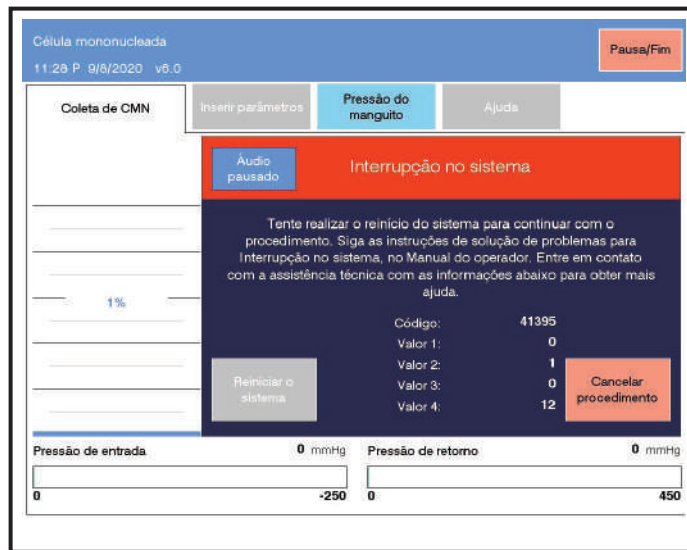 Célula mononucleada
11:28 P 9/8/2020 v6.0
Pausa/Fim
Coleta de CMN
Inserir parâmetros
Pressão do
manguito
Ajuda
Áudio
pausado
Interrupção no sistema
Tente realizar o reinício do sistema para continuar com o
procedimento. Siga as instruções de solução de problemas para
Interrupção no sistema, no Manual do operador. Entre em contato
com a assistência técnica com as informações abaixo para obter mais
ajuda.
1%
Código: 41395
Valor 1: 0
Valor 2: 1
Valor 3: 0
Valor 4: 12
Reiniciar o
sistema
Cancelar
procedimento
Pressão de entrada 0 mmHg
0 -250
Pressão de retorno 0 mmHg
0 450